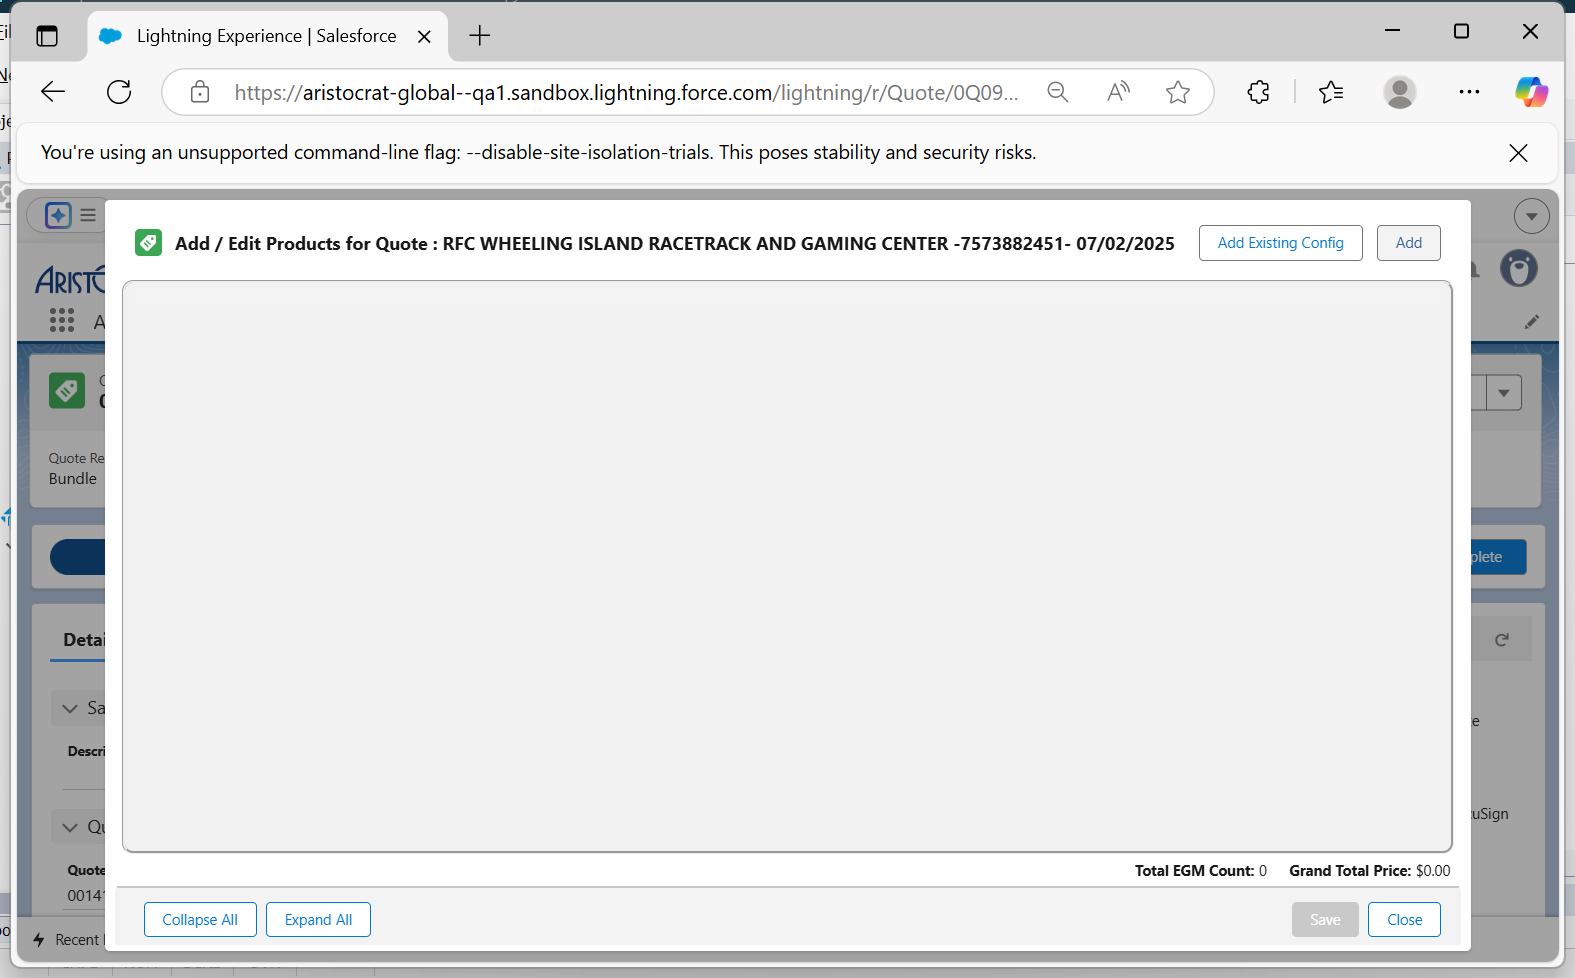 Lightning Experience | Salesforce
https://aristocrat-global--qa1.sandbox.lightning.force.com/lightning/r/Quote/0Q09...
You're using an unsupported command-line flag: --disable-site-isolation-trials. This poses stability and security risks.
Add / Edit Products for Quote : RFC WHEELING ISLAND RACETRACK AND GAMING CENTER -7573882451- 07/02/2025
Add Existing Config
Add
Quote Re
Bundle
plete
Detai
Sa
Descri
Qu
Quote
00141
uSign
Total EGM Count: 0
Grand Total Price: $0.00
Collapse All
Expand All
Save
Close
Recent